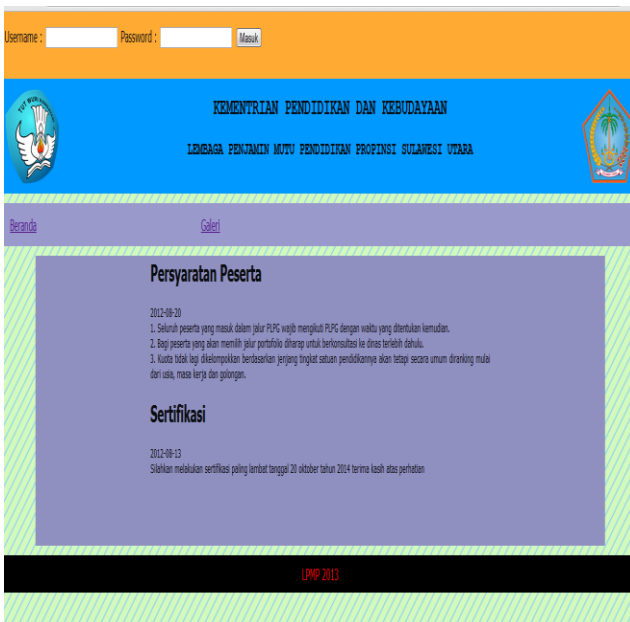 Username : Password : Masuk
TUT WURI HANDAYANI
KEMENTRIAN PENDIDIKAN DAN KEBUDAYAAN
LEMBAGA PENJAMIN MUTU PENDIDIKAN PROPINSI SULAWESI UTARA
Beranda Galeri
Persyaratan Peserta
2012-08-20
1. Seluruh peserta yang masuk dalam jalur PLPG wajib mengikuti PLPG dengan waktu yang ditentukan kemudian.
2. Bagi peserta yang akan memilih jalur portofolio diharap untuk berkonsultasi ke dinas terlebih dahulu.
3. Kuota tidak lagi dikelompokkan berdasarkan jenjang tingkat satuan pendidikannya akan tetapi secara umum diranking mulai
dari usia, masa kerja dan golongan.
Sertifikasi
2012-08-13
Silahkan melakukan sertifikasi paling lambat tanggal 20 oktober tahun 2014 terima kasih atas perhatian
LPMP 2013